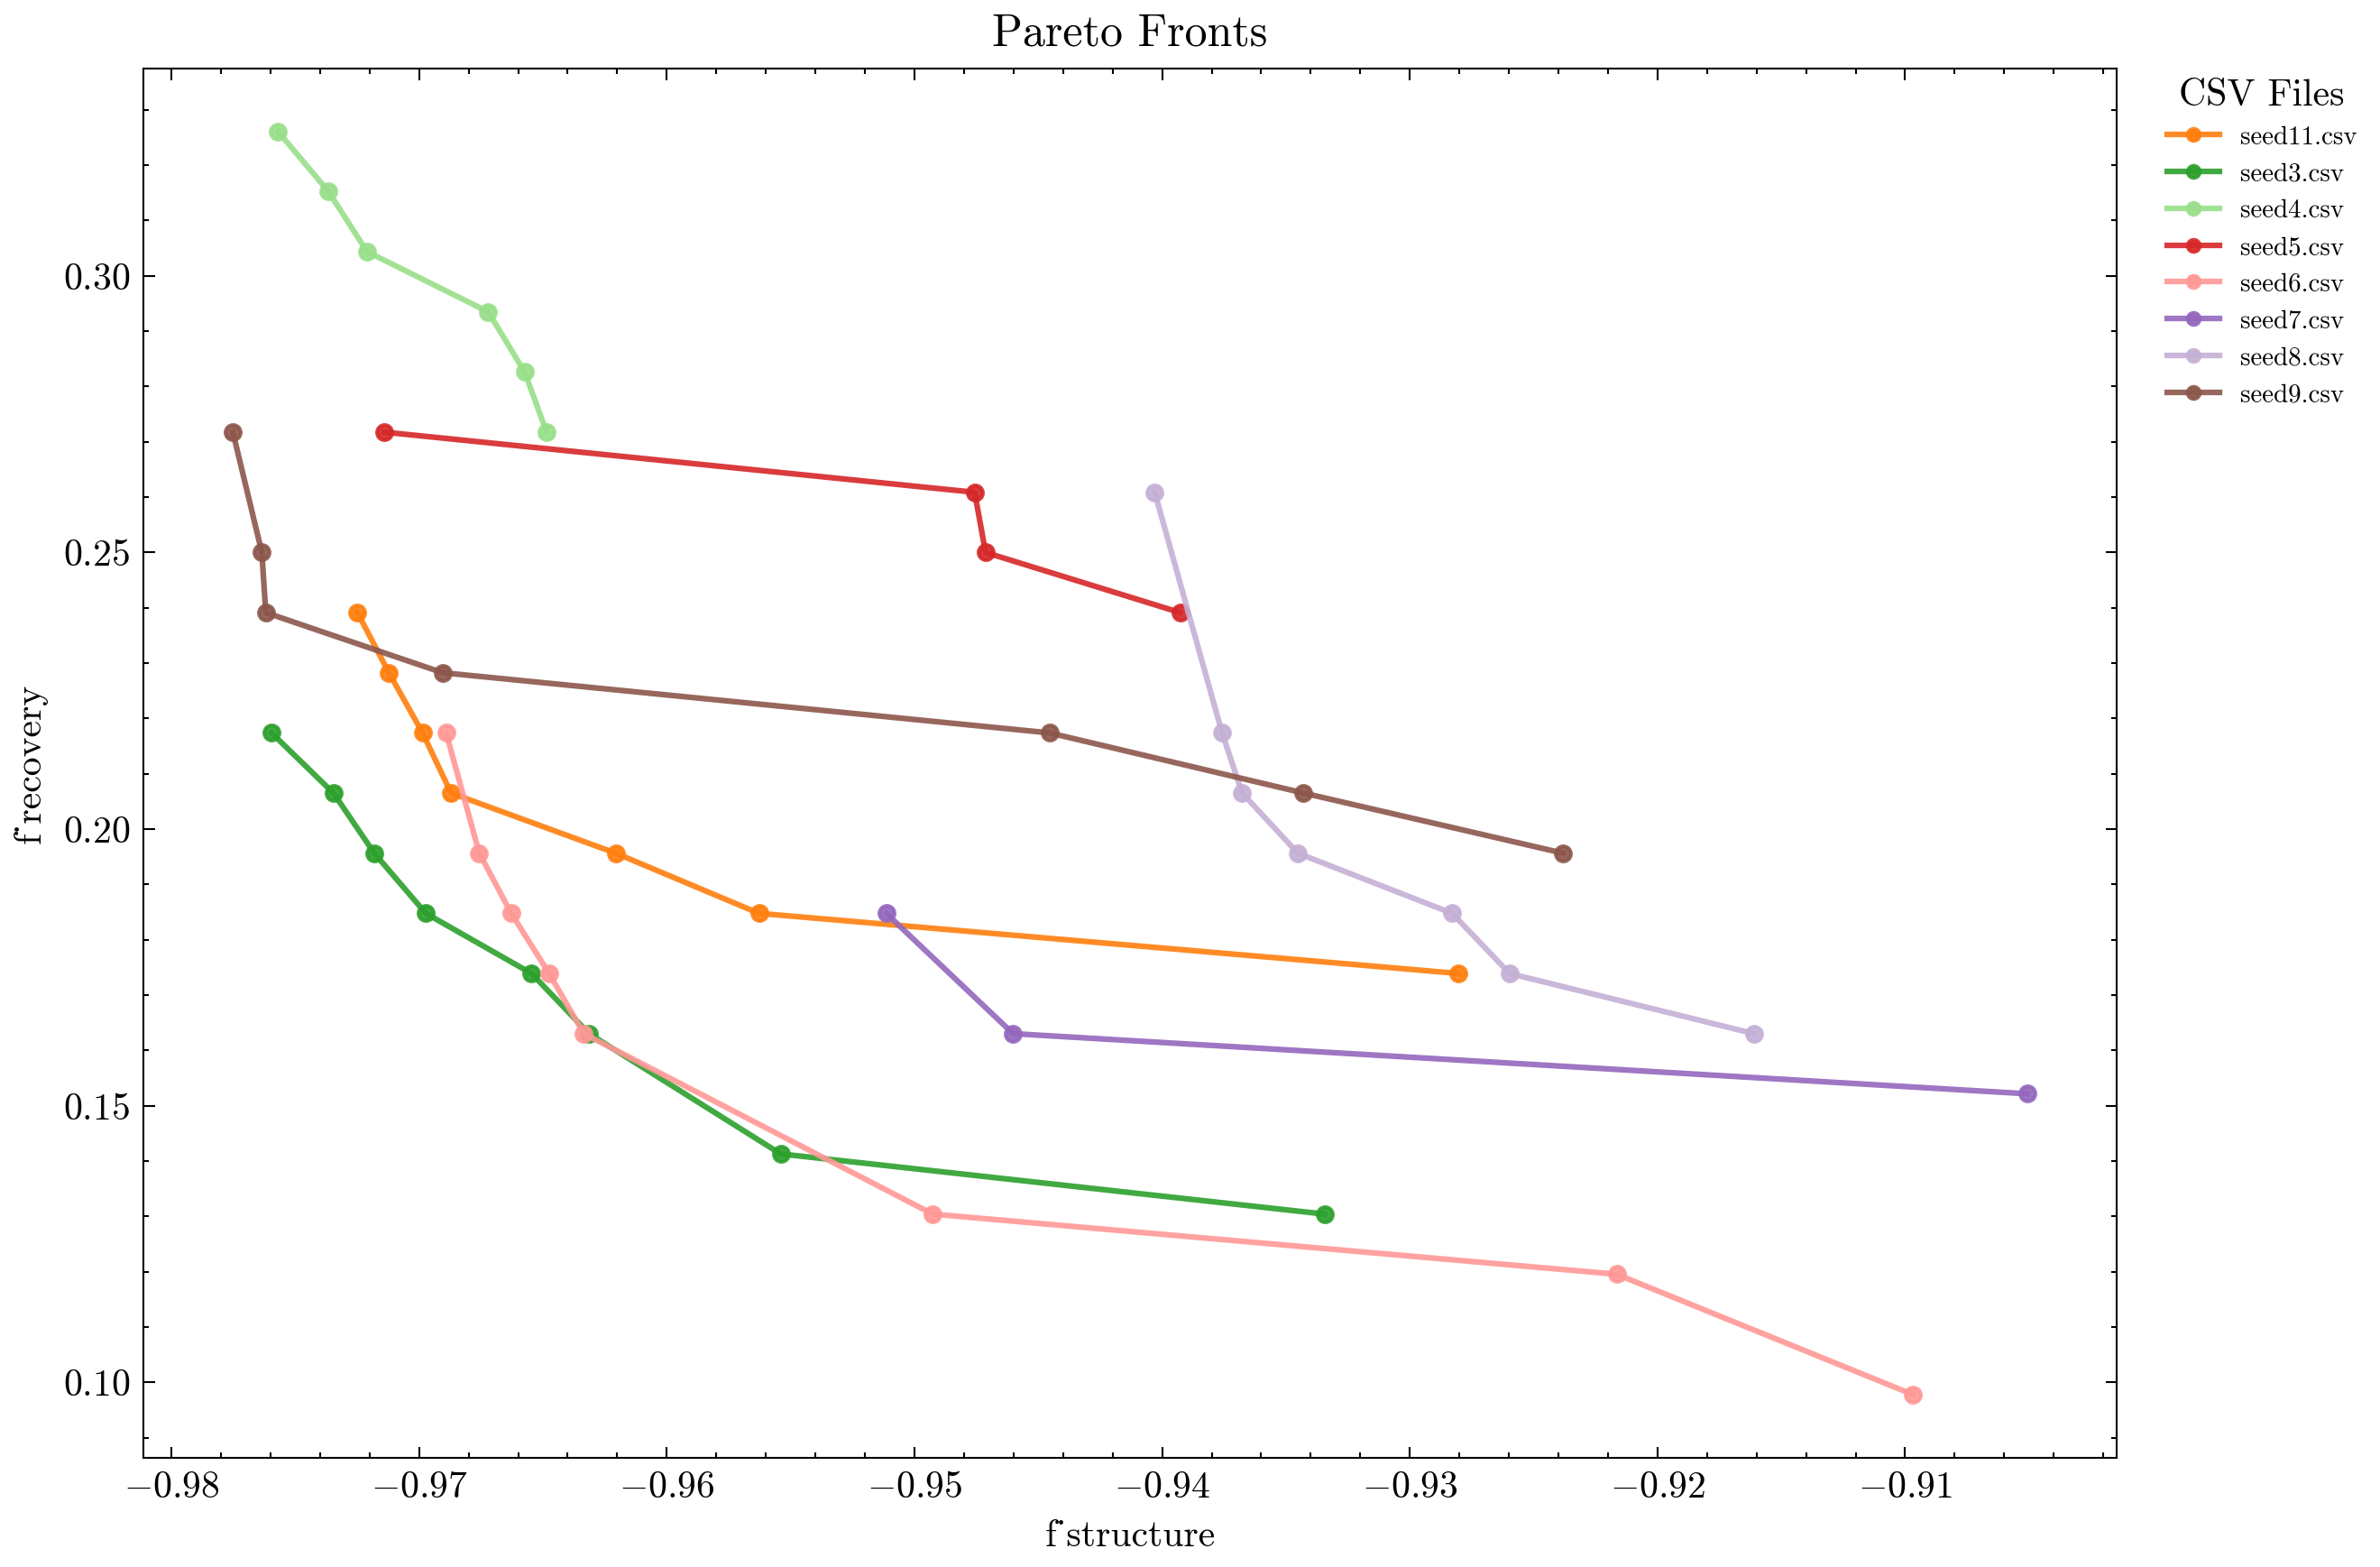 Pareto Fronts
CSV Files
seed11.csv
seed3.csv
seed4.csv
seed5.csv
seed6.csv
seed7.csv
seed8.csv
seed9.csv
0.30
0.25
0.20
0.15
0.10
f˙recovery
−0.98 −0.97 −0.96 −0.95 −0.94 −0.93 −0.92 −0.91
f˙structure